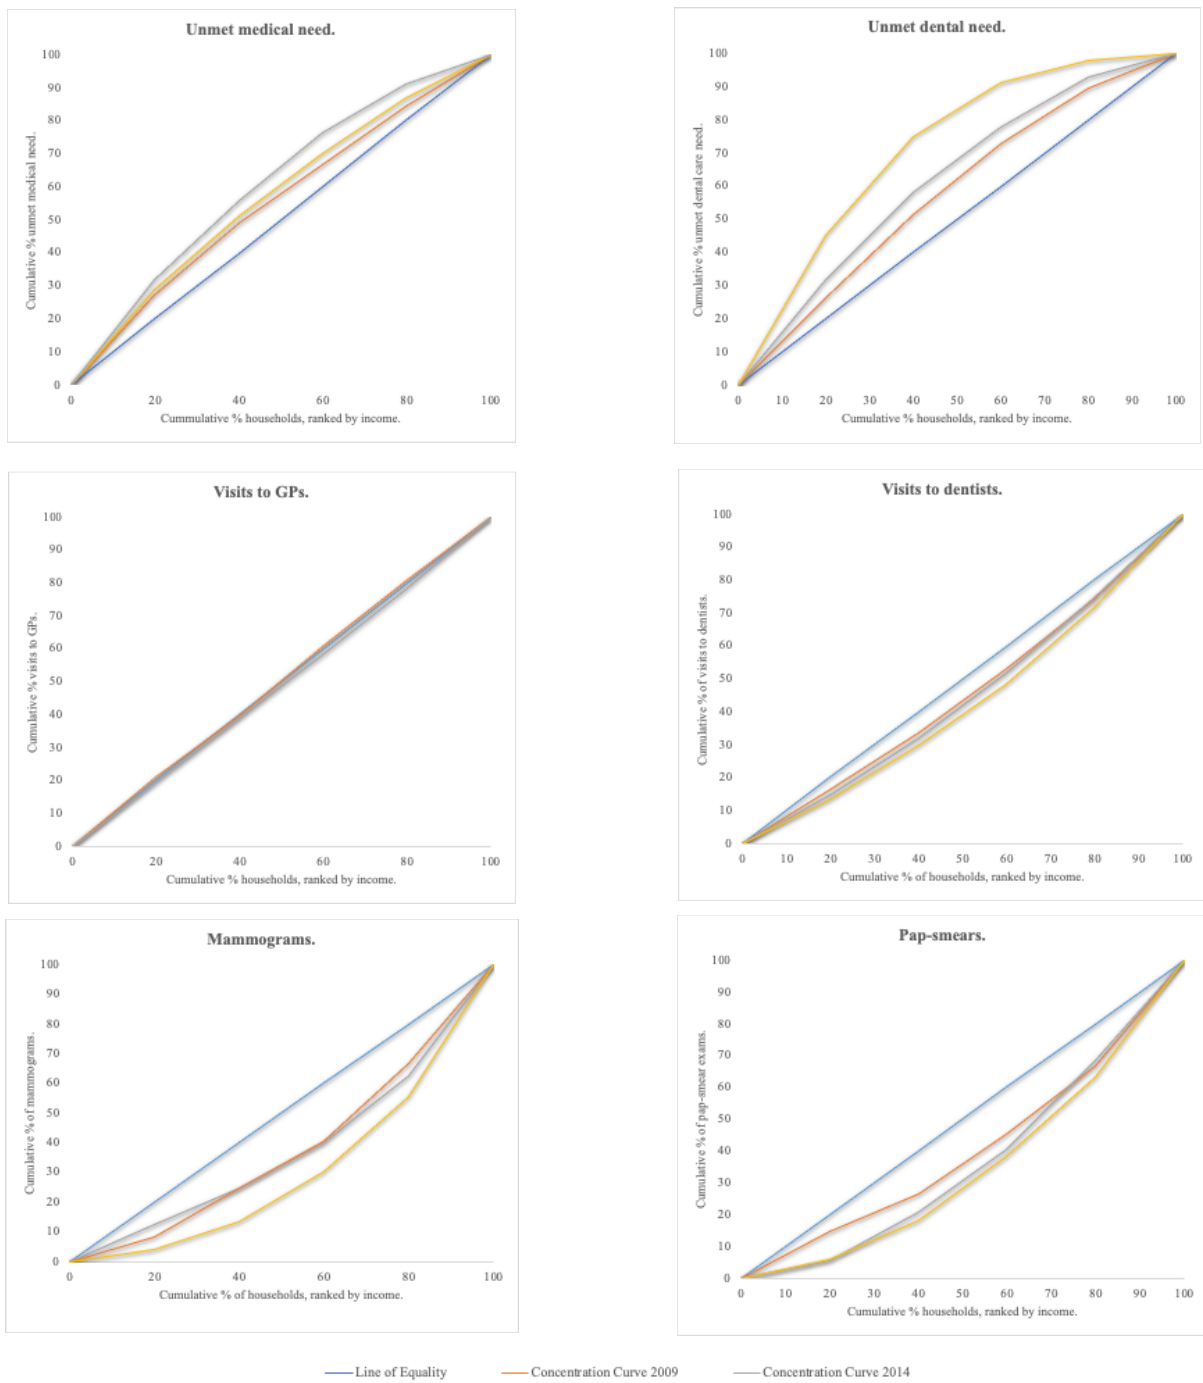 Unmet medical need.
100
90
80
70
60
50
40
30
20
10
0
Cumulative % unmet medical need.
0 20 40 60 80 100
Cummulative % households, ranked by income.
Unmet dental need.
100
90
80
70
60
50
40
30
20
10
0
Cumulative % unmet dental care need.
0 10 20 30 40 50 60 70 80 90 100
Cumulative % households, ranked by income.
Visits to GPs.
100
90
80
70
60
50
40
30
20
10
0
Cumulative % visits to GPs.
0 20 40 60 80 100
Cumulative % households, ranked by income.
Visits to dentists.
100
90
80
70
60
50
40
30
20
10
0
Cumulative % of visits to dentists.
0 10 20 30 40 50 60 70 80 90 100
Cumulative % of households, ranked by income.
Mammograms.
100
90
80
70
60
50
40
30
20
10
0
Cumulative % of mammograms.
0 20 40 60 80 100
Cumulative % of households, ranked by income.
Pap-smears.
100
90
80
70
60
50
40
30
20
10
0
Cumulative % of pap-smear exams.
0 10 20 30 40 50 60 70 80 90 100
Cumulative % households, ranked by income.
Line of Equality Concentration Curve 2009 Concentration Curve 2014